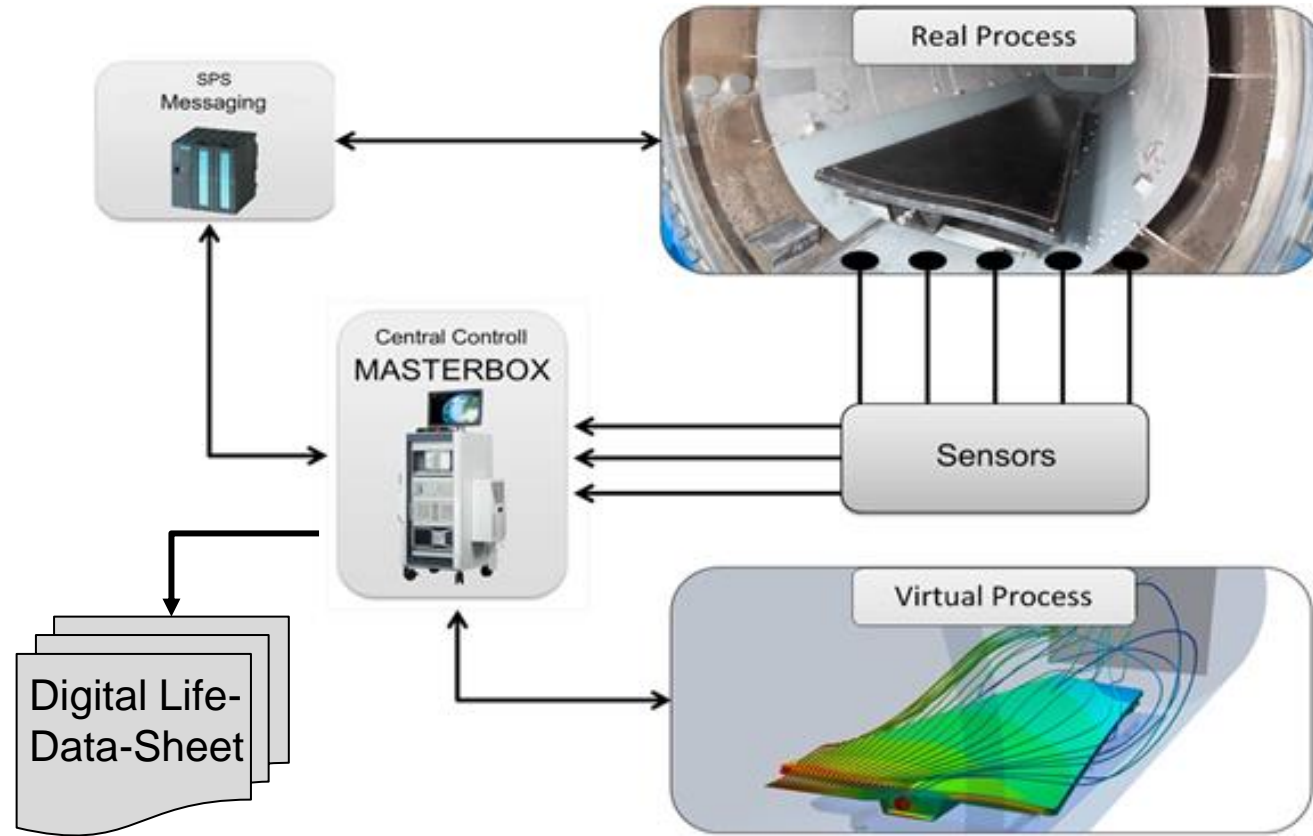 Real Process
SPS
Messaging
Central Controll
MASTERBOX
Sensors
Virtual Process
Digital Life-
Data-Sheet